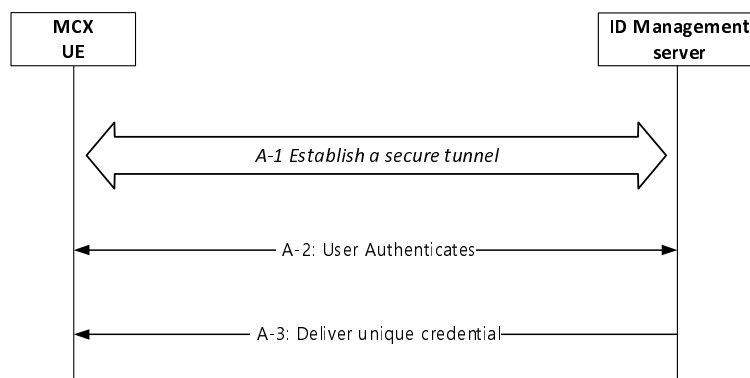 MCX
UE
ID Management
server
A-1 Establish a secure tunnel
A-2: User Authenticates
A-3: Deliver unique credential